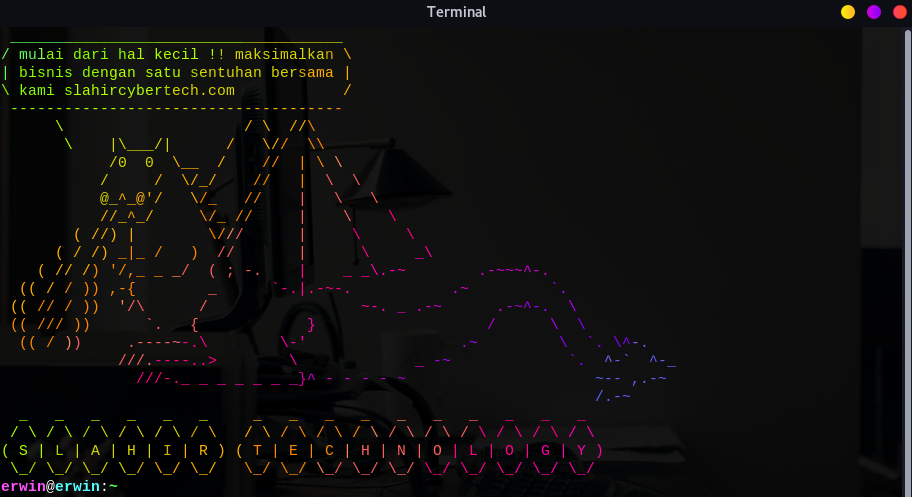 Terminal
mulai dari hal kecil !! maksimalkan
bisnis dengan satu sentuhan bersama
kami slahircybertech.com
( S | L | A | H | I | R ) ( T | E | C | H | N | O | L | O | G | Y )
erwin@erwin:~